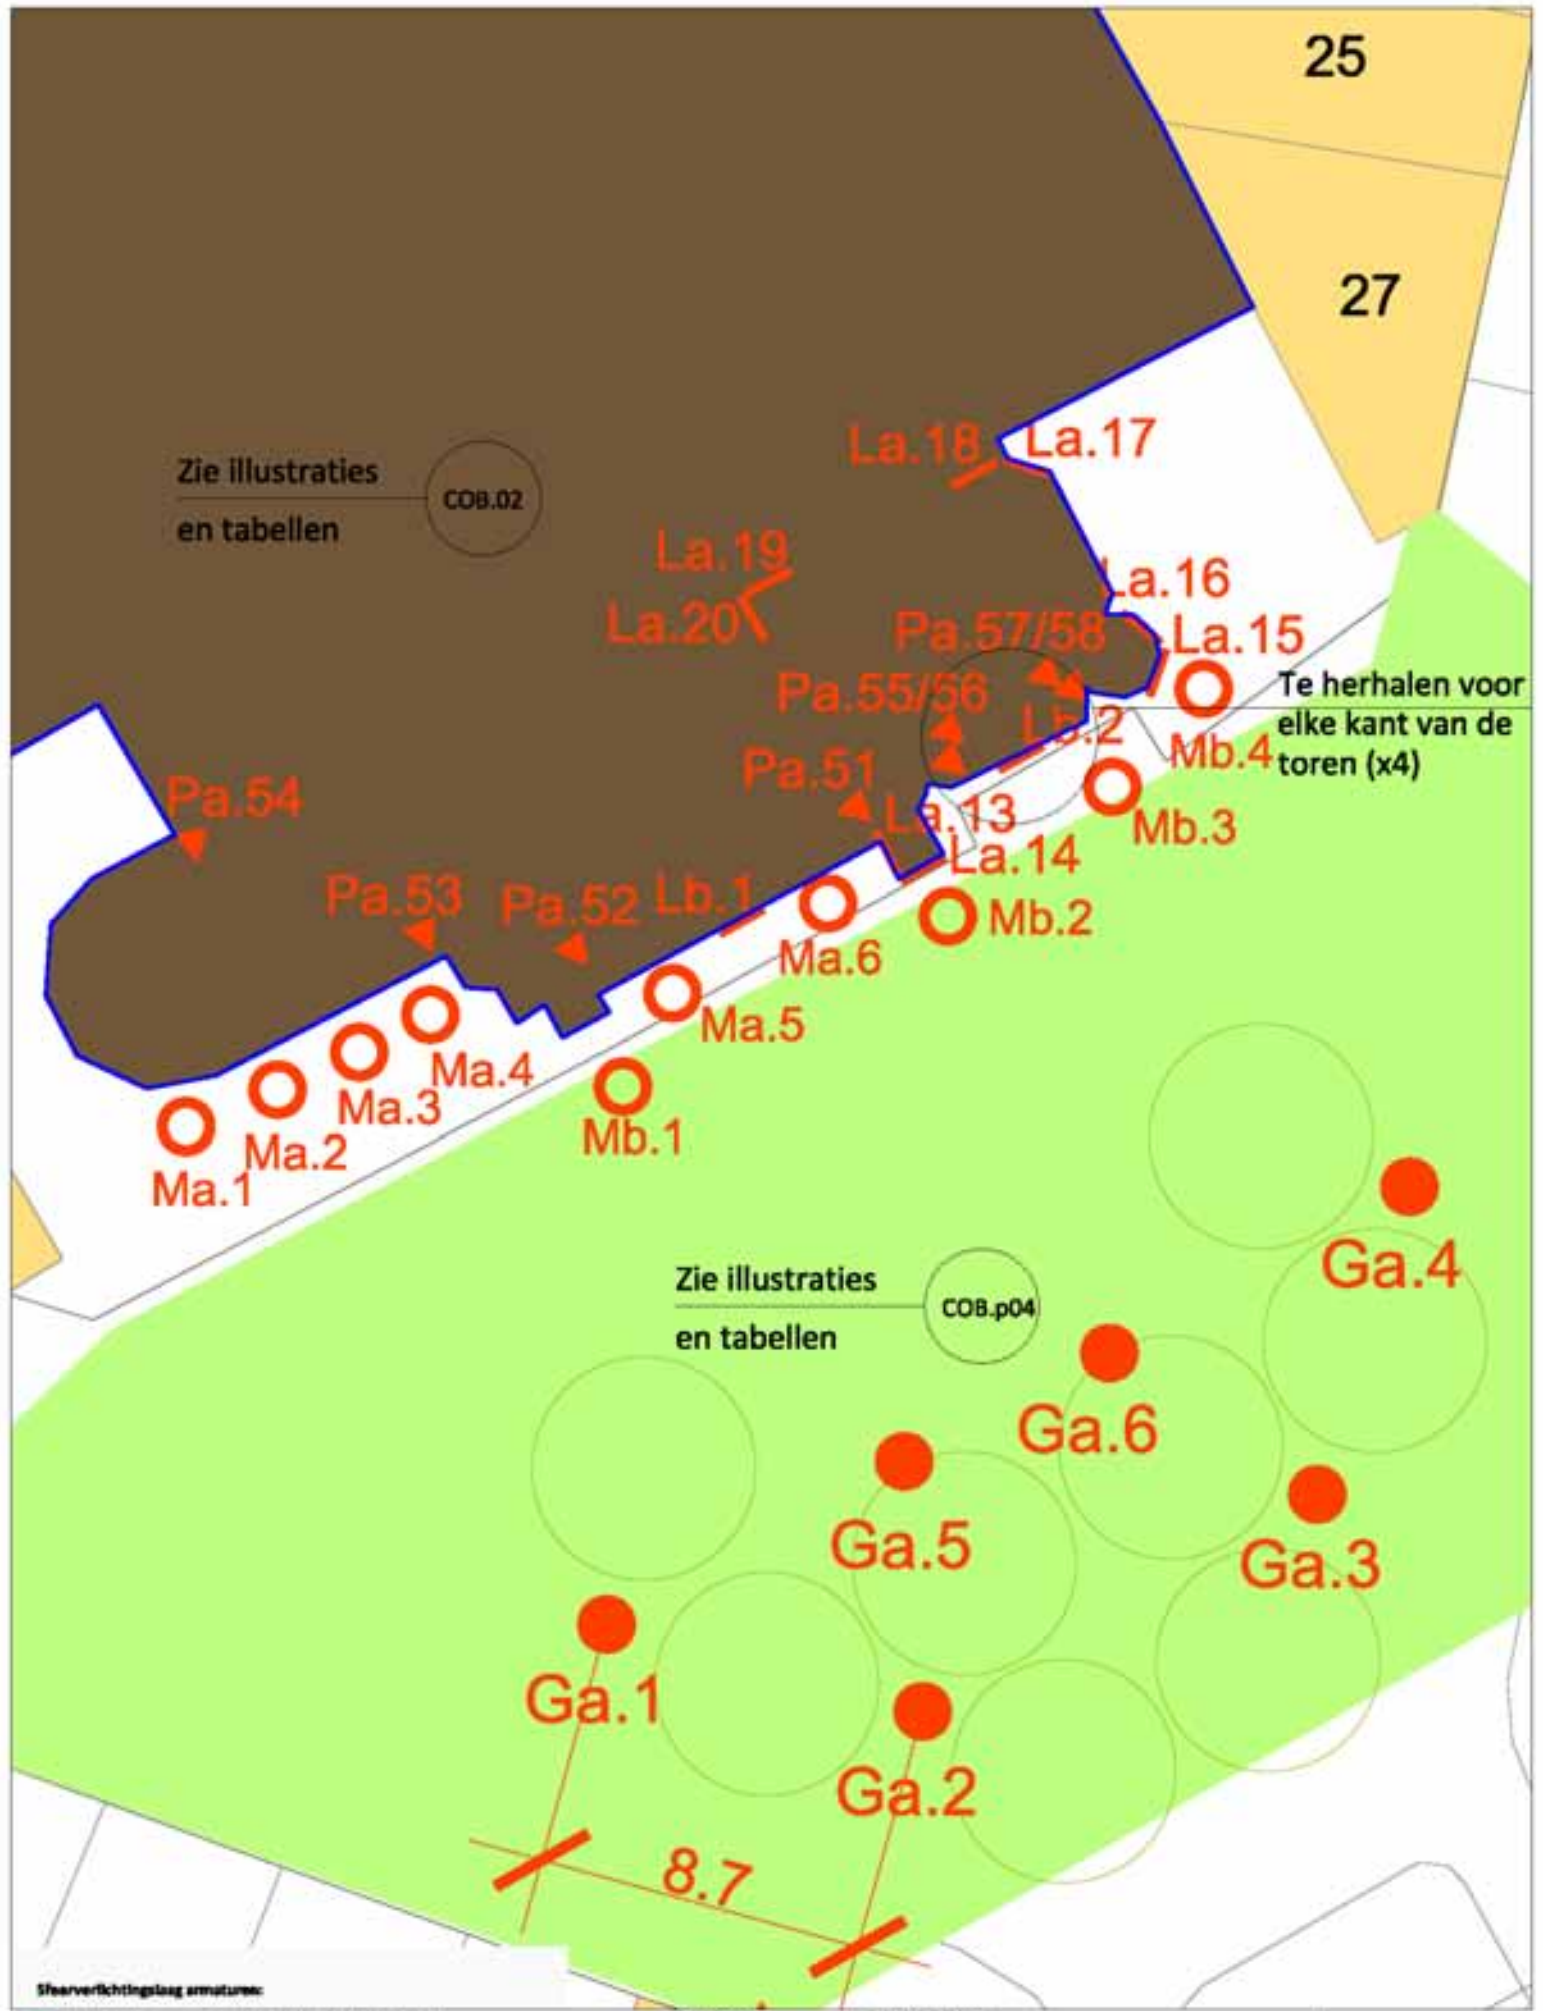 25
27
La.18
La.17
Zie illustraties
COB.02
en tabellen
La.19
La.16
La.20
Pa.57/58
La.15
Pa.55/56
Te herhalen voor
Lb.2
elke kant van de
Mb.4
toren (x4)
Pa.51
Pa.54
La.13
Mb.3
La.14
Pa.53
Pa.52
Lb.1
Mb.2
Ma.6
Ma.5
Ma.4
Ma.3
Mb.1
Ma.2
Ma.1
Ga.4
Zie illustraties
COB.p04
en tabellen
Ga.6
Ga.5
Ga.3
Ga.1
Ga.2
8.7
Sfeerverlichtingslaag armaturen: